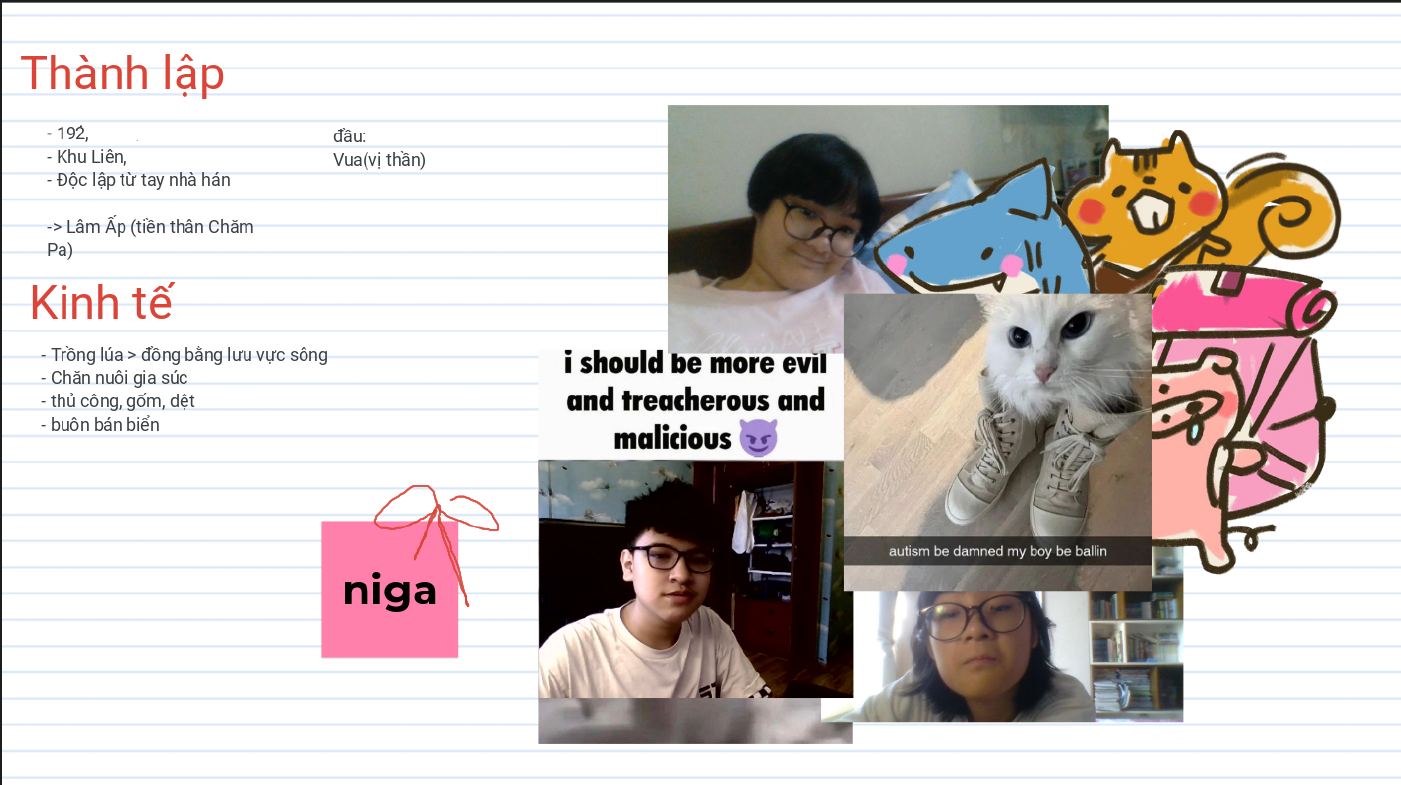 Thành lập
- 192,
- Khu Liên,
- Độc lập từ tay nhà hán
-> Lâm Ấp (tiền thân Chăm
Pa)
đầu:
Vua(vị thần)
Kinh tế
- Trồng lúa > đồng bằng lưu vực sông
- Chăn nuôi gia súc
- thủ công, gốm, dệt
- buôn bán biển
niga
i should be more evil
and treacherous and
malicious 😈
autism be damned my boy be ballin